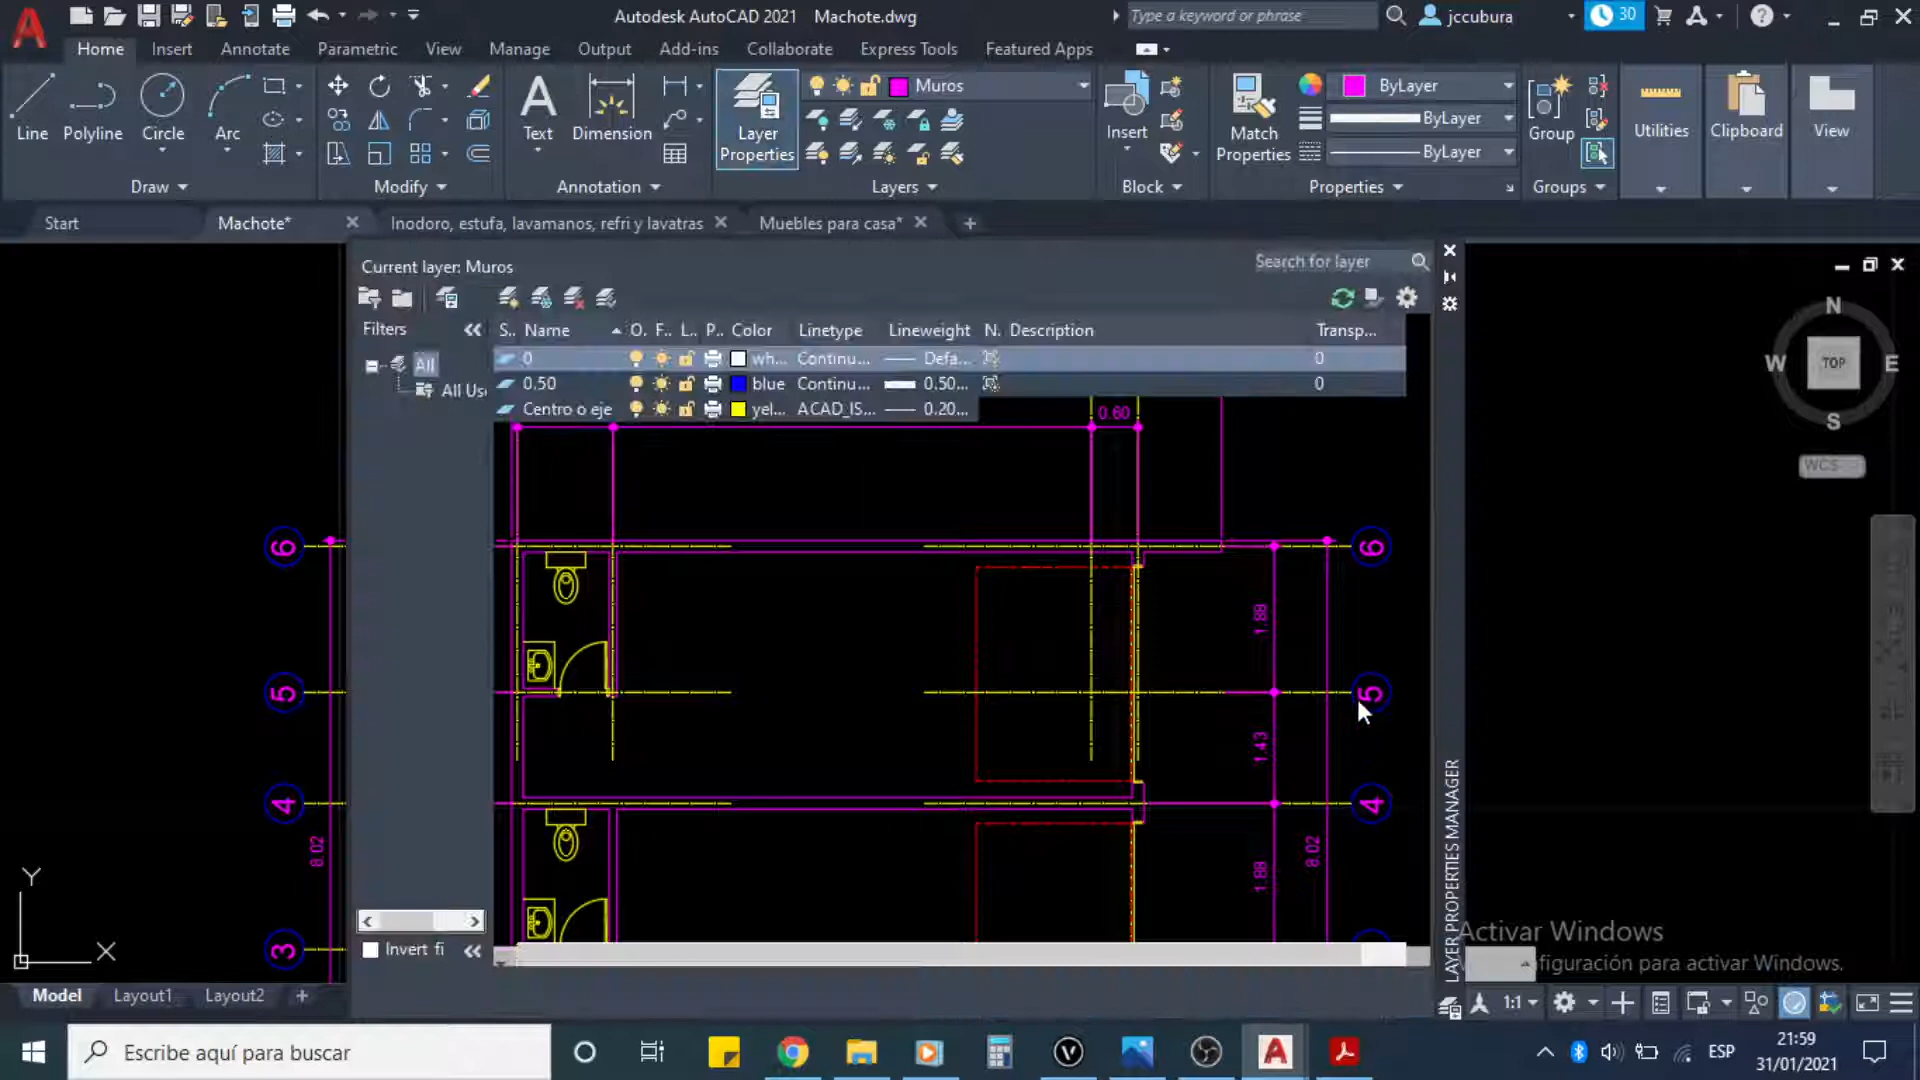 Autodesk AutoCAD 2021 Machote.dwg
Type a keyword or phrase
jccubura
30
Home Insert Annotate Parametric View Manage Output Add-ins Collaborate Express Tools Featured Apps
Muros
ByLayer
ByLayer
ByLayer
Line Polyline Circle Arc
Text Dimension
Layer Properties
Insert
Match Properties
Group
Utilities
Clipboard
View
Draw Modify Annotation Layers Block Properties Groups
Start Machote* Inodoro, estufa, lavamanos, refri y lavatras Muebles para casa*
Current layer: Muros
Search for layer
Filters
All
All Us
S.. Name O. F.. L.. P.. Color Linetype Lineweight N. Description Transp...
0 wh... Continu... Defa... 0
0.50 blue Continu... 0.50... 0
Centro o eje yel... ACAD_IS... 0.20...
0.60
N
W TOP E
S
WCS
6 6
1.88
5 5
1.43
4 4
8.02 8.02
1.88
3
Y
X
Invert fi
LAYER PROPERTIES MANAGER
Activar Windows
figuración para activar Windows.
Model Layout1 Layout2
1:1
Escribe aquí para buscar
ESP
21:59
31/01/2021